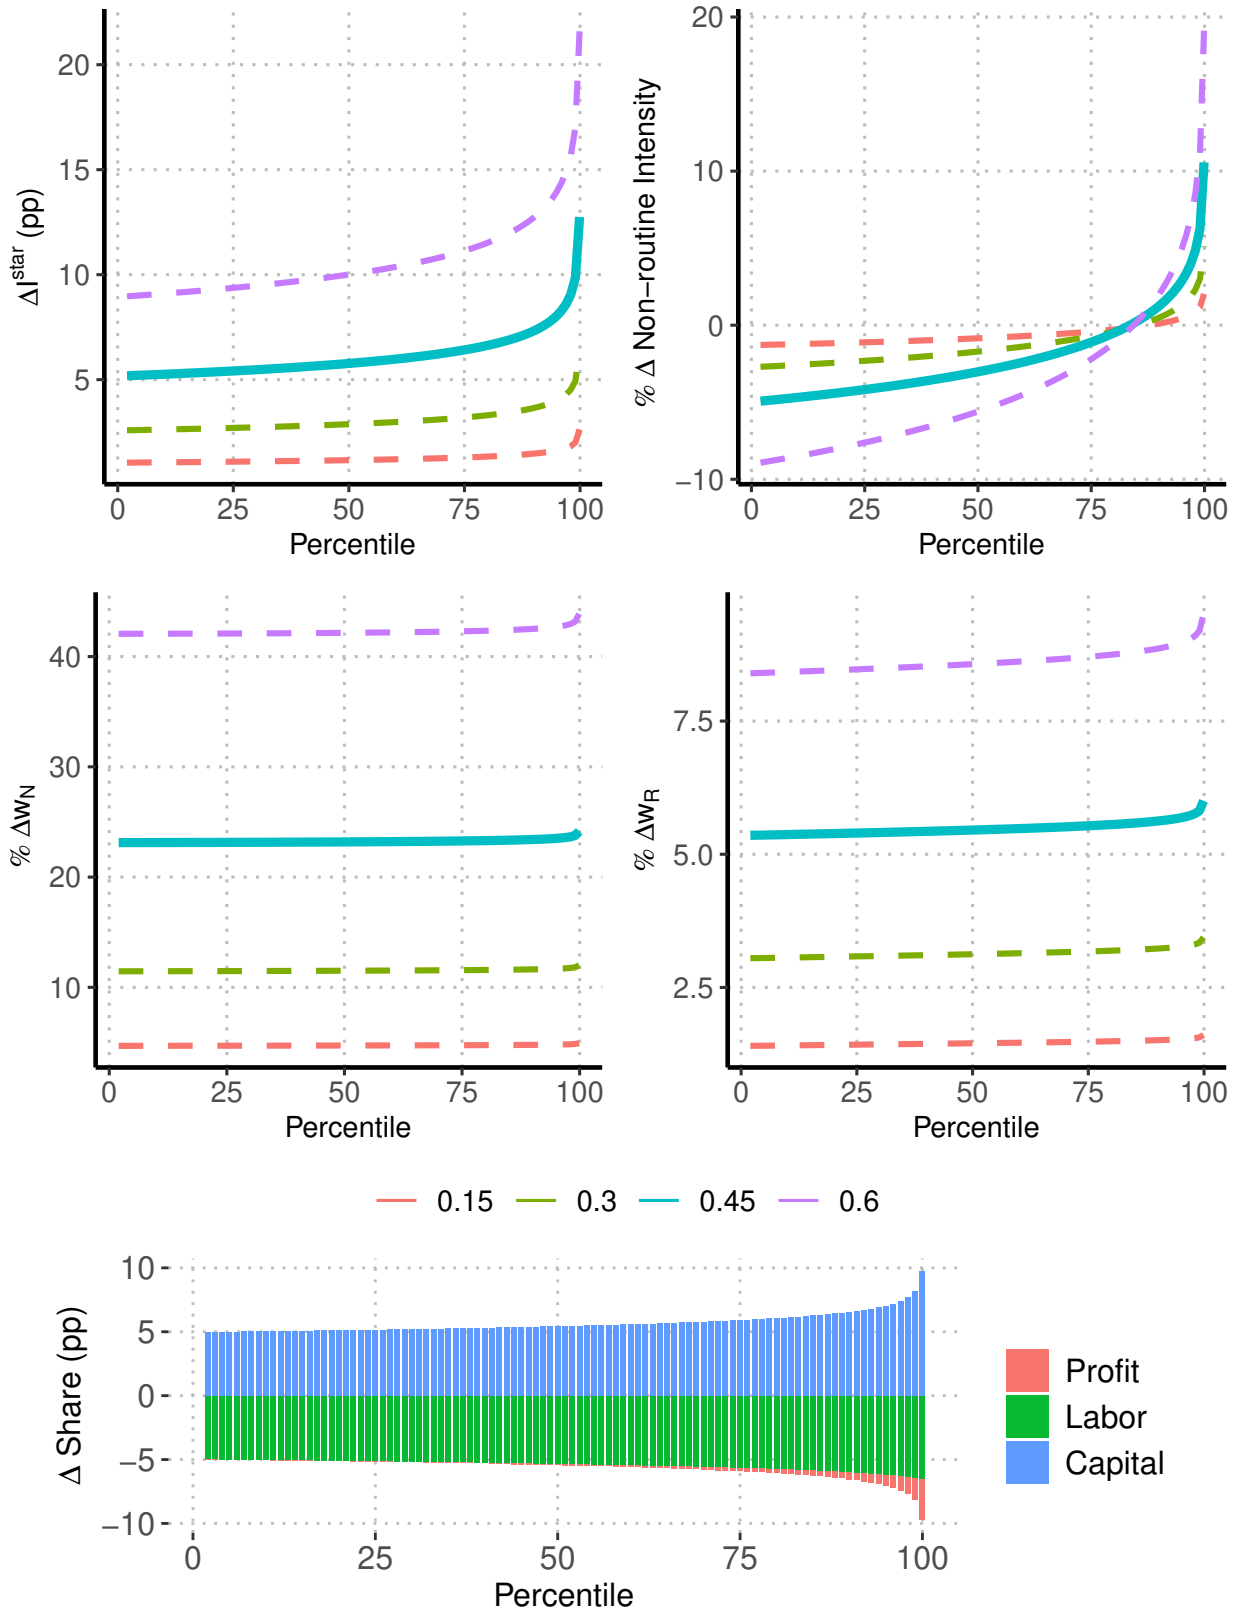 ΔI^star (pp)
20
15
10
5
0 25 50 75 100
Percentile
% Δ Non−routine Intensity
20
10
0
−10
0 25 50 75 100
Percentile
% Δw_N
40
30
20
10
0 25 50 75 100
Percentile
% Δw_R
7.5
5.0
2.5
0 25 50 75 100
Percentile
0.15 0.3 0.45 0.6
Δ Share (pp)
10
5
0
−5
−10
0 25 50 75 100
Percentile
Profit
Labor
Capital